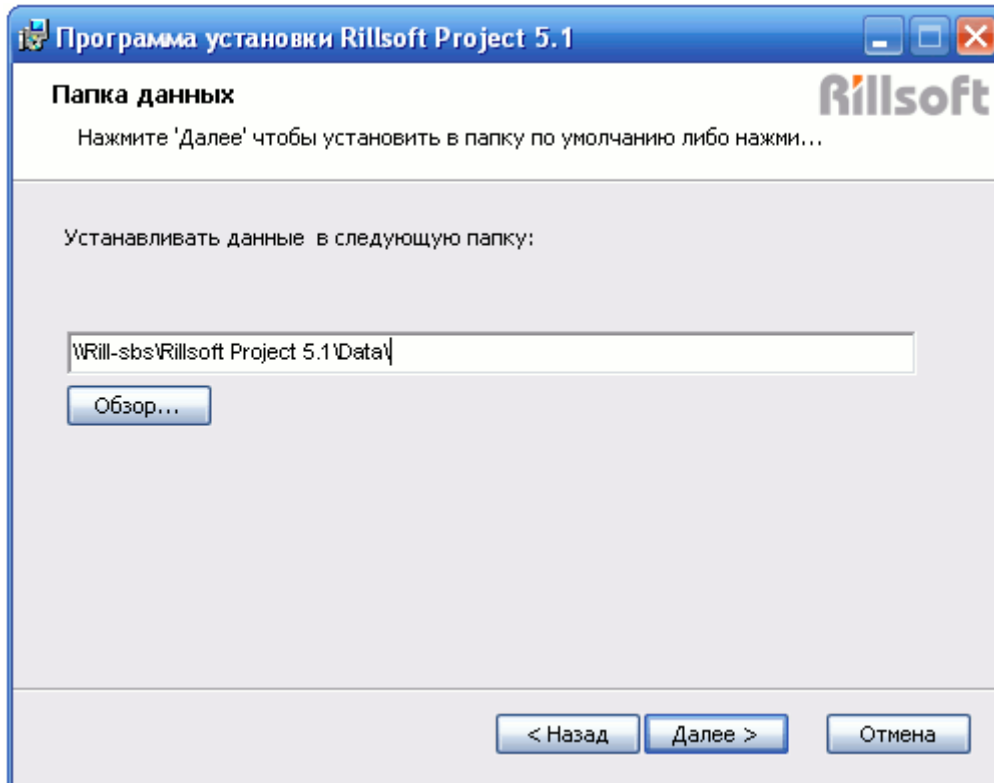 Программа установки Rillsoft Project 5.1
Папка данных
Rillsoft
Нажмите 'Далее' чтобы установить в папку по умолчанию либо нажми...
Устанавливать данные  в следующую папку:
\\Rill-sbs\Rillsoft Project 5.1\Data\
Обзор...
< Назад
Далее >
Отмена